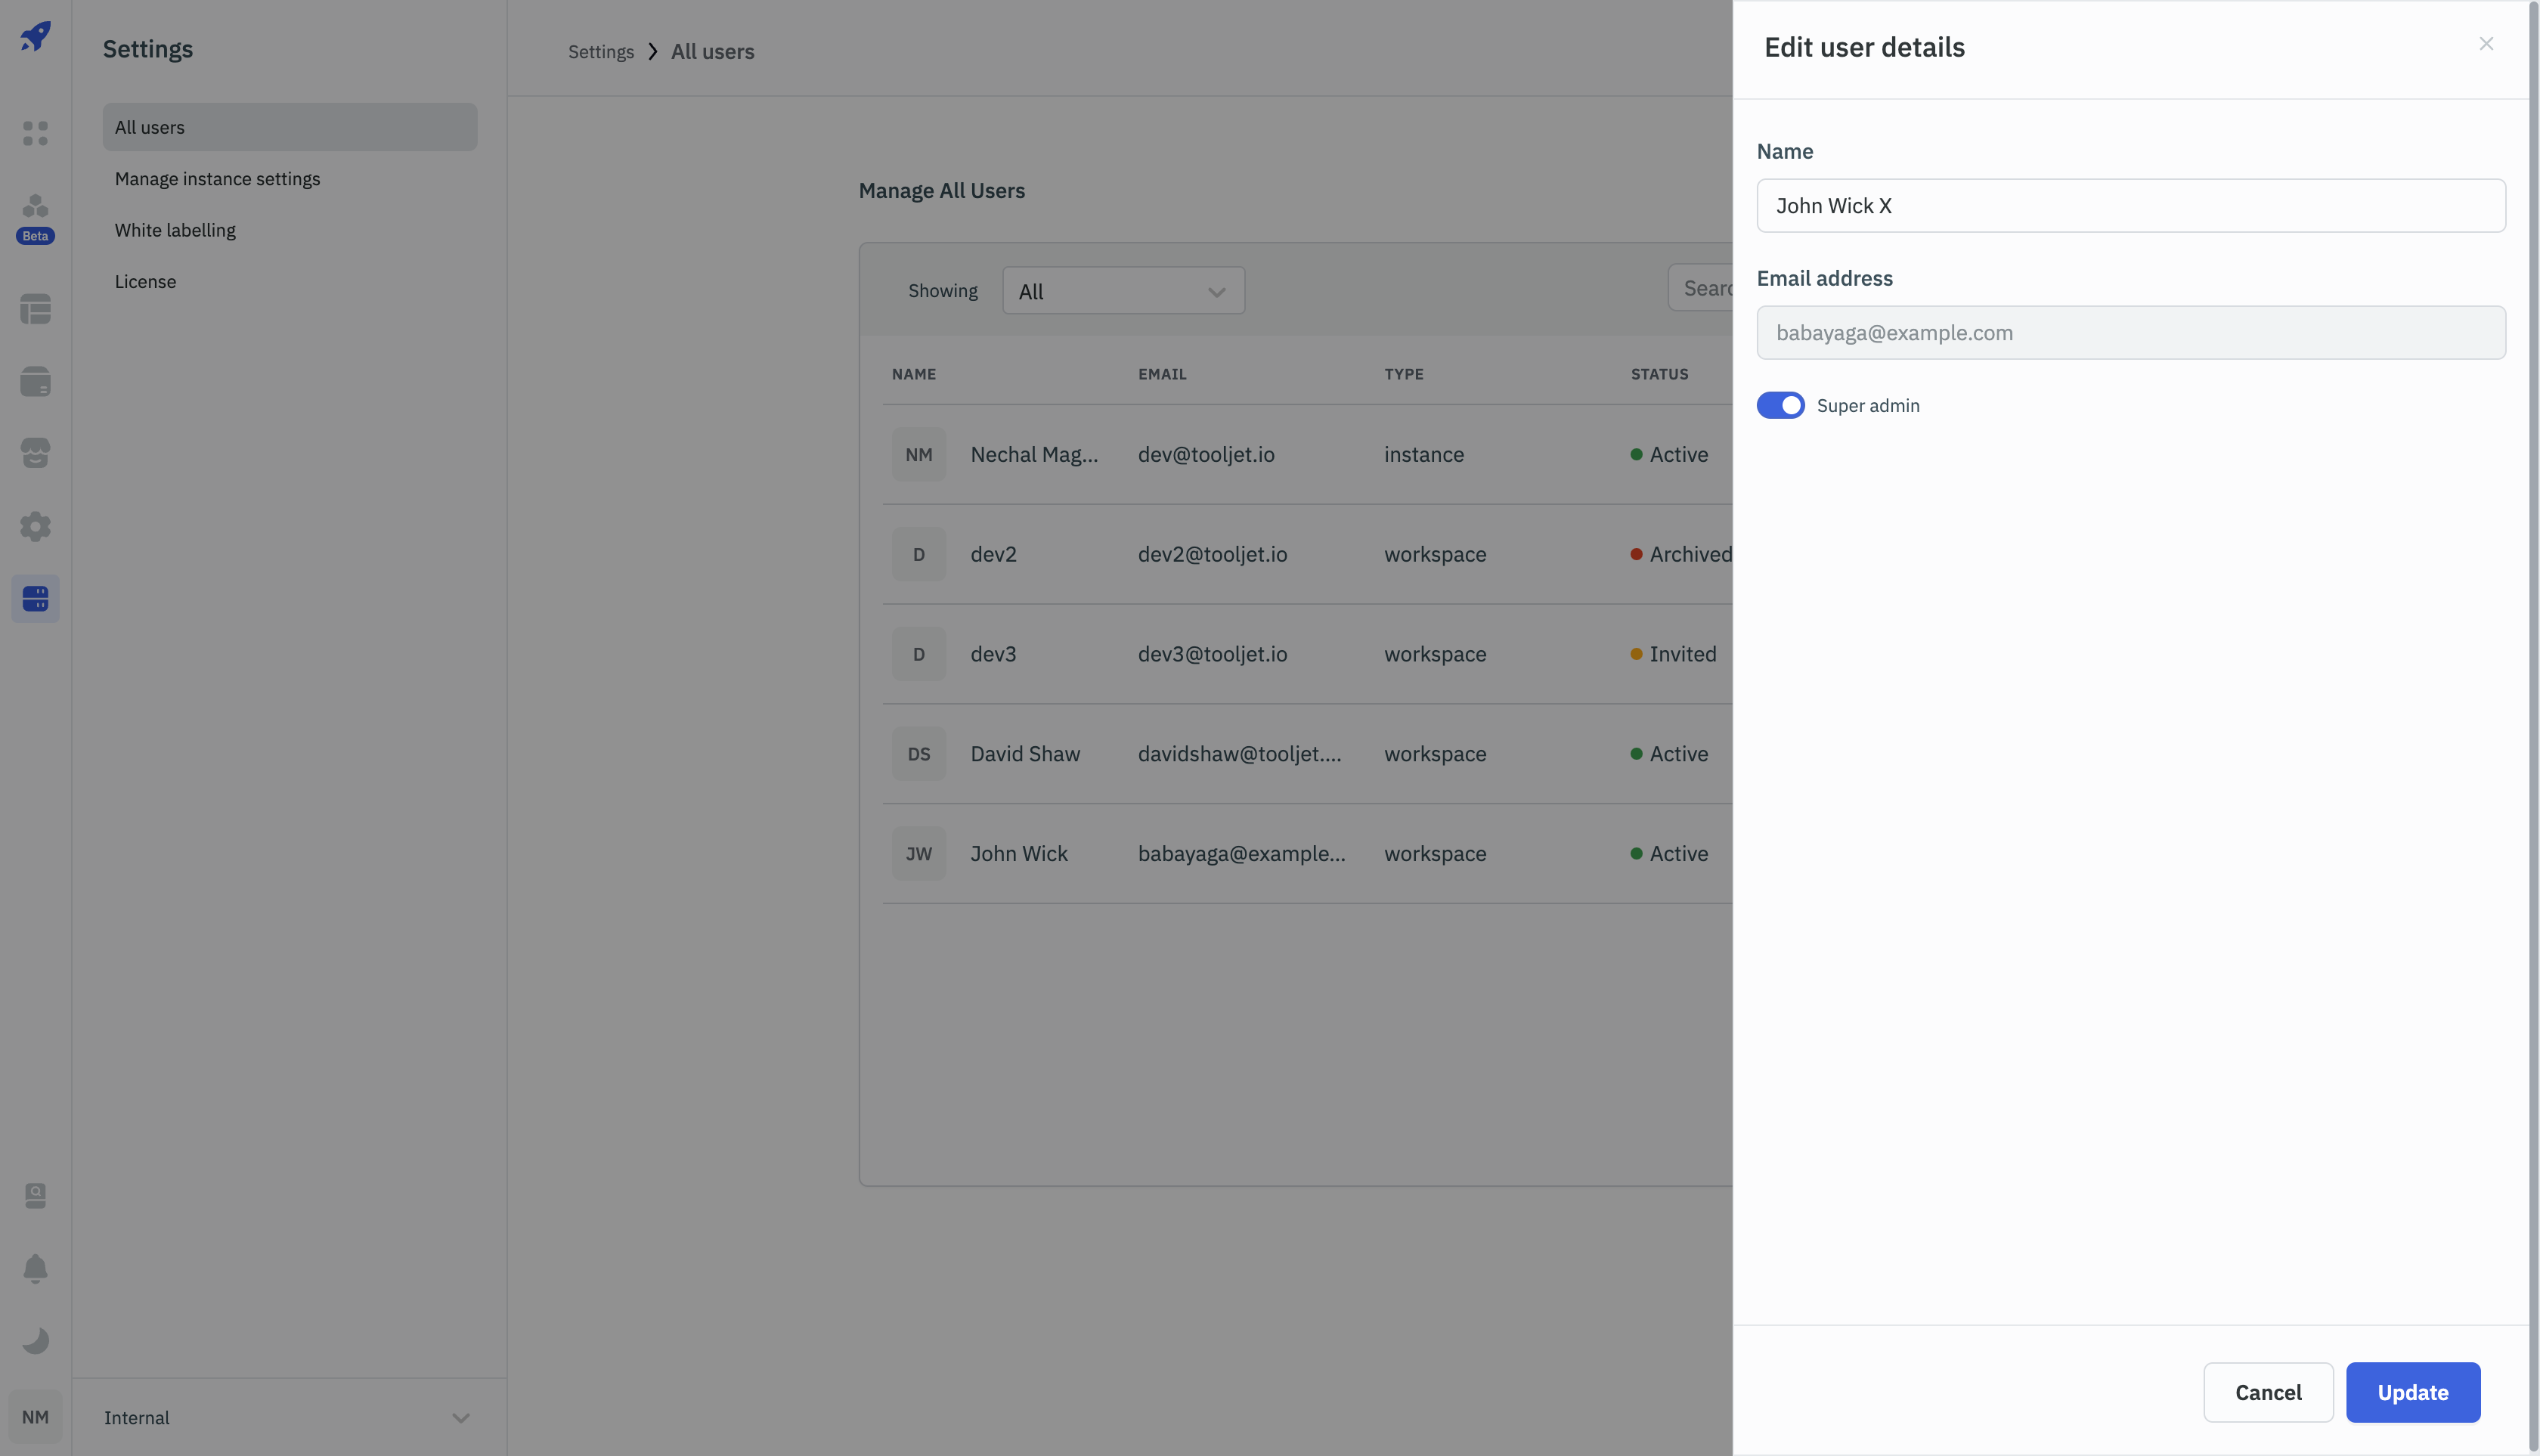 Settings
All users
Manage instance settings
White labelling
License
Beta
NM
Internal
Settings > All users
Manage All Users
Showing All
NAME EMAIL TYPE STATUS
NM Nechal Mag... dev@tooljet.io instance Active
D dev2 dev2@tooljet.io workspace Archived
D dev3 dev3@tooljet.io workspace Invited
DS David Shaw davidshaw@tooljet.... workspace Active
JW John Wick babayaga@example... workspace Active
Edit user details
Name
John Wick X
Email address
babayaga@example.com
Super admin
Cancel Update